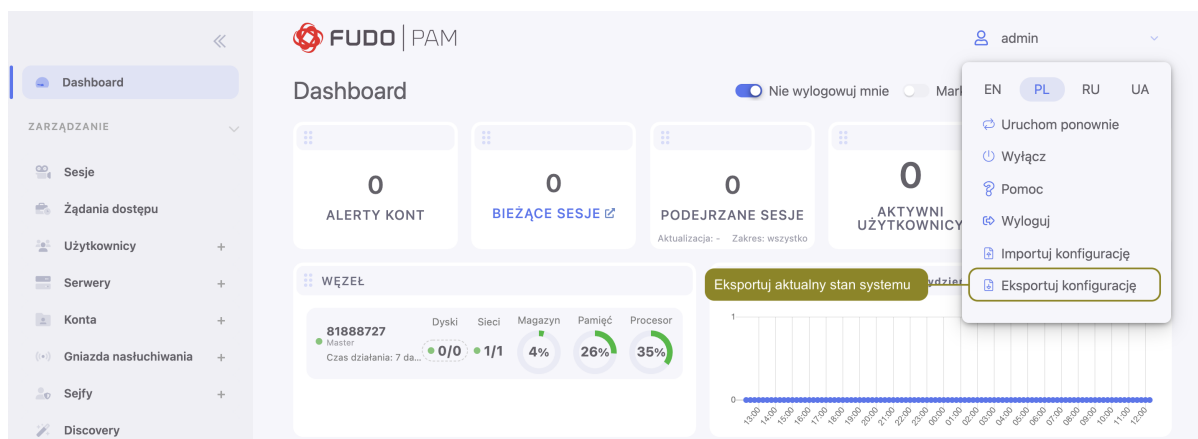 FUDO PAM
admin
Dashboard
ZARZĄDZANIE
Sesje
Żądania dostępu
Użytkownicy +
Serwery +
Konta +
Gniazda nasłuchiwania +
Sejfy +
Discovery
Dashboard
Nie wylogowuj mnie
Mark
EN PL RU UA
Uruchom ponownie
Wyłącz
Pomoc
Wyloguj
Importuj konfigurację
Eksportuj konfigurację
Eksportuj aktualny stan systemu
0
ALERTY KONT
0
BIEŻĄCE SESJE
0
PODEJRZANE SESJE
Aktualizacja: - Zakres: wszystko
0
AKTYWNI
UŻYTKOWNICY
WĘZEŁ
ydzień
81888727
Master
Czas działania: 7 da...
Dyski Sieci Magazyn Pamięć Procesor
0/0 1/1 4% 26% 35%
1
0
13:00 14:00 15:00 16:00 17:00 18:00 19:00 20:00 21:00 22:00 23:00 00:00 01:00 02:00 03:00 04:00 05:00 06:00 07:00 08:00 09:00 10:00 11:00 12:00